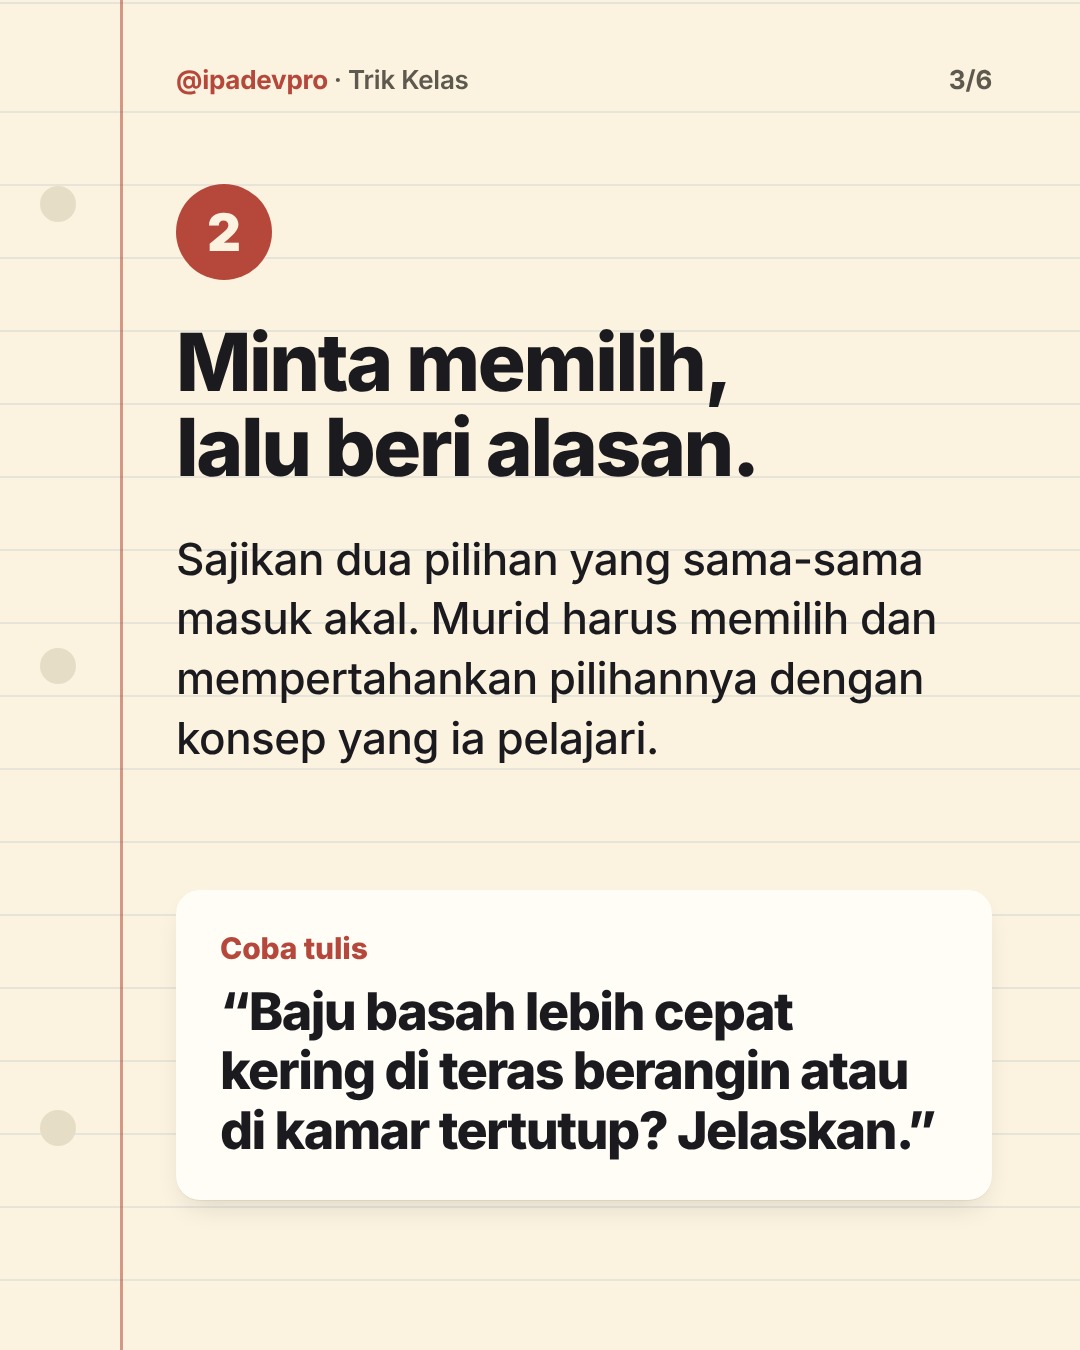 @ipadevpro · Trik Kelas
3/6
2
Minta memilih,
lalu beri alasan.
Sajikan dua pilihan yang sama-sama
masuk akal. Murid harus memilih dan
mempertahankan pilihannya dengan
konsep yang ia pelajari.
Coba tulis
“Baju basah lebih cepat
kering di teras berangin atau
di kamar tertutup? Jelaskan.”